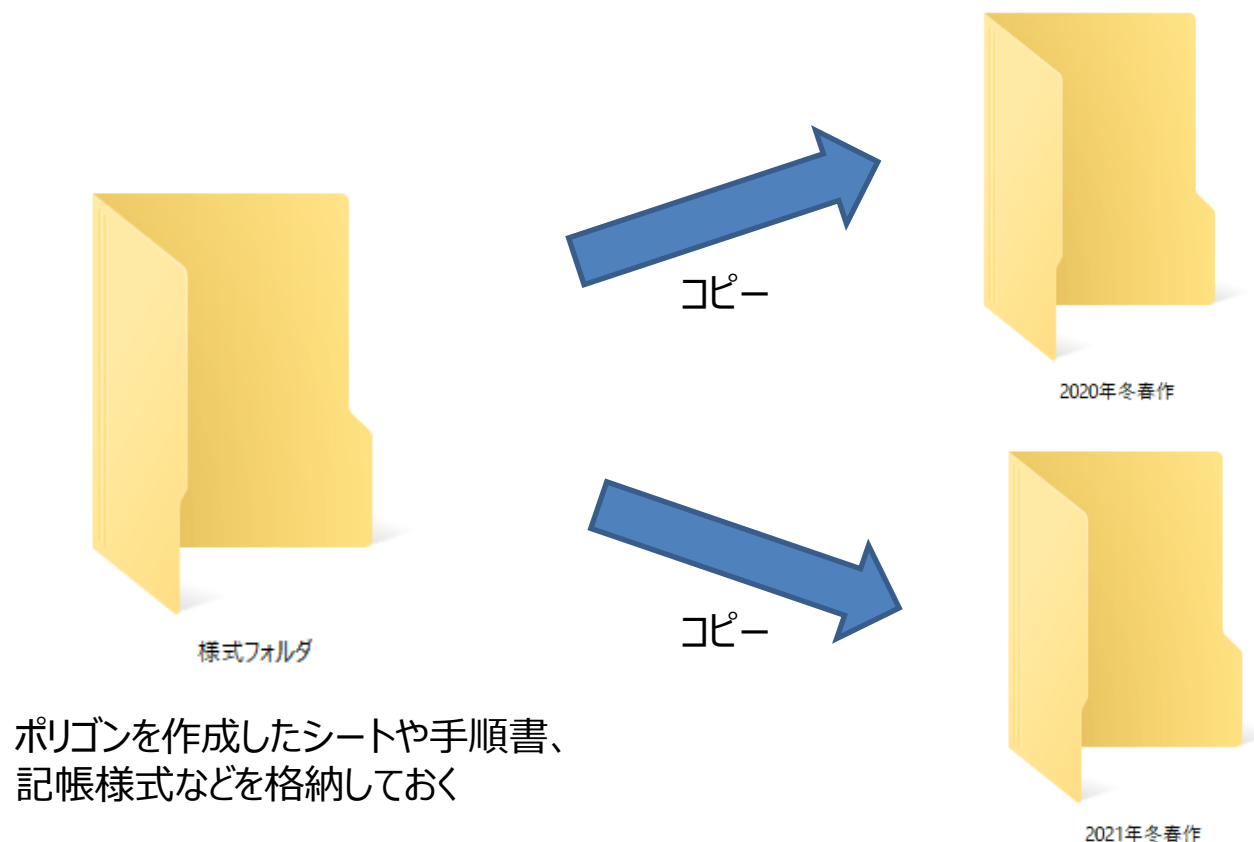 コピー
2020年冬春作
様式フォルダ
コピー
ポリゴンを作成したシートや手順書、
記帳様式などを格納しておく
2021年冬春作